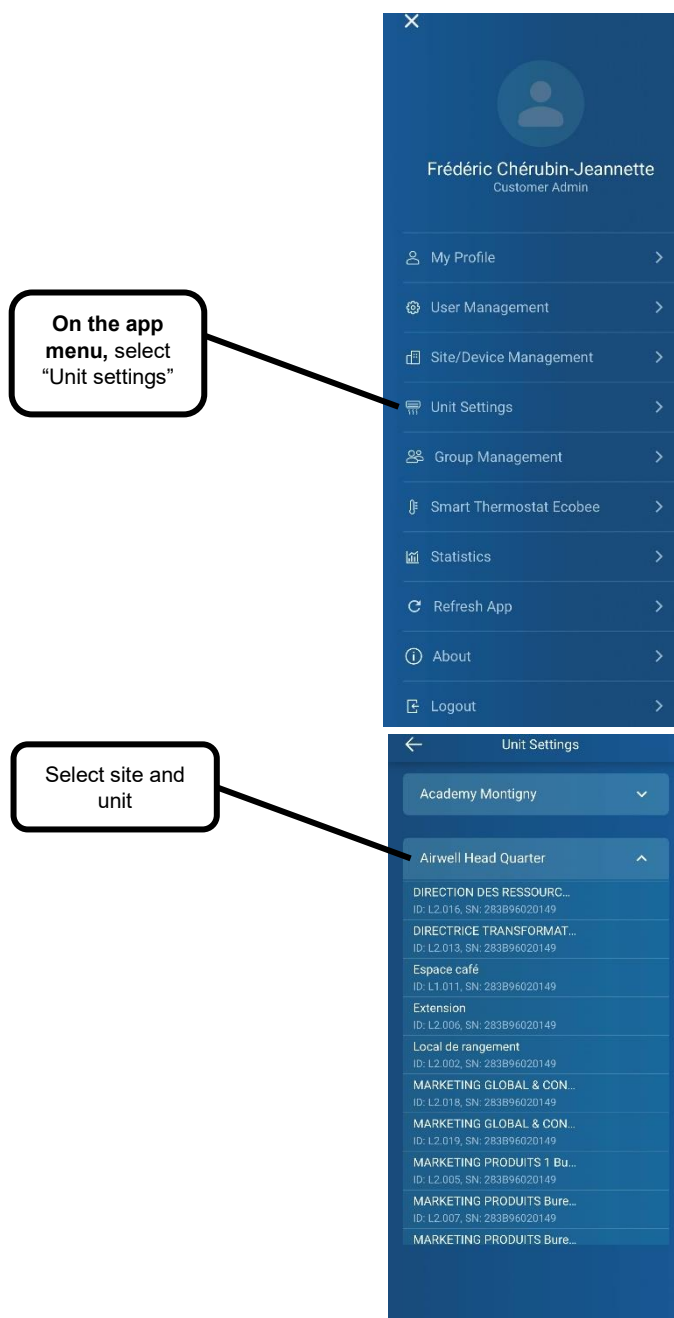 Frédéric Chérubin-Jeannette
Customer Admin
My Profile
User Management
Site/Device Management
On the app
menu, select
“Unit settings”
Unit Settings
Group Management
Smart Thermostat Ecobee
Statistics
Refresh App
About
Logout
Unit Settings
Select site and
unit
Academy Montigny
Airwell Head Quarter
DIRECTION DES RESSOURC...
ID: L2.016, SN: 283B96020149
DIRECTRICE TRANSFORMAT...
ID: L2.013, SN: 283B96020149
Espace café
ID: L1.011, SN: 283B96020149
Extension
ID: L2.006, SN: 283B96020149
Local de rangement
ID: L2.002, SN: 283B96020149
MARKETING GLOBAL & CON...
ID: L2.018, SN: 283B96020149
MARKETING GLOBAL & CON...
ID: L2.019, SN: 283B96020149
MARKETING PRODUITS 1 Bu...
ID: L2.005, SN: 283B96020149
MARKETING PRODUITS Bure...
ID: L2.007, SN: 283B96020149
MARKETING PRODUITS Bure...